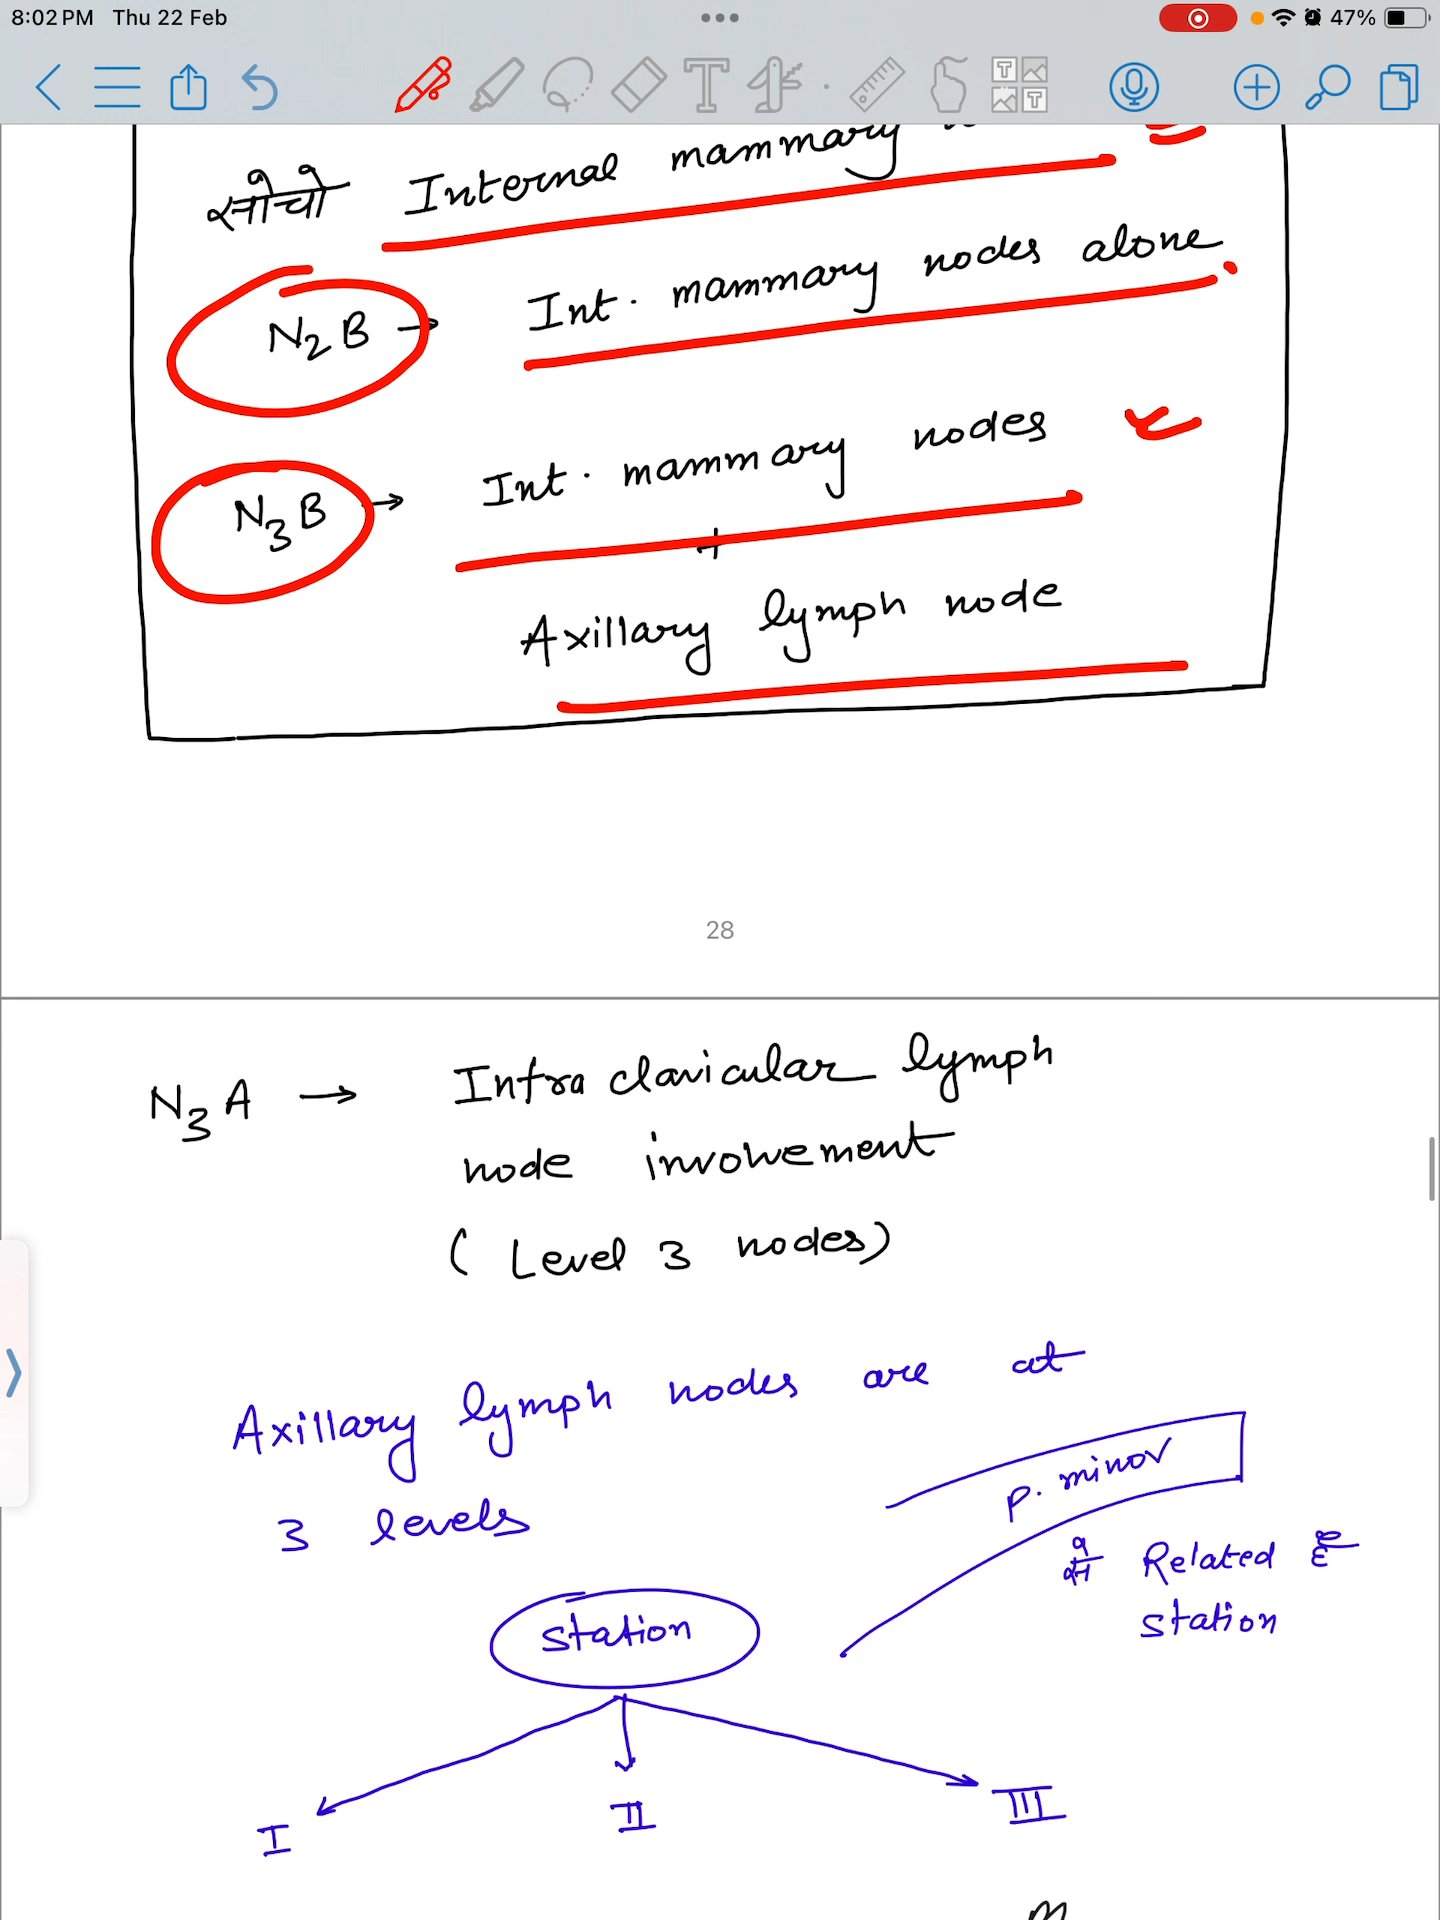 8:02 PM Thu 22 Feb
47%
सोचो Internal mammary
N2B → Int. mammary nodes alone
N3B → Int. mammary nodes
+
Axillary lymph node
28
N3A → Infraclavicular lymph
node involvement
( Level 3 nodes)
Axillary lymph nodes are at
3 levels
P. minor
Related
station
station
I
II
III